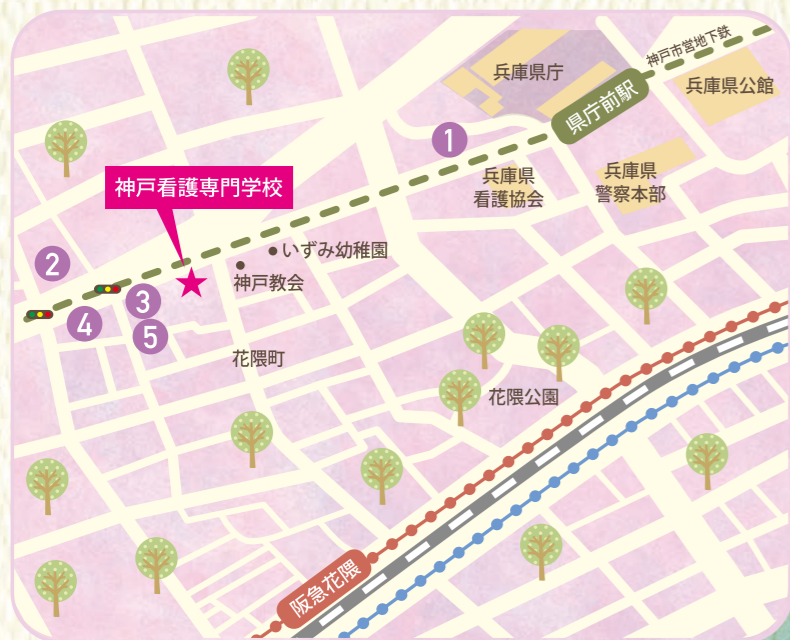 神戸市営地下鉄
兵庫県庁
兵庫県公館
県庁前駅
1
兵庫県
看護協会
兵庫県
警察本部
神戸看護専門学校
いずみ幼稚園
神戸教会
2
3
4
5
花隈町
花隈公園
阪急花隈